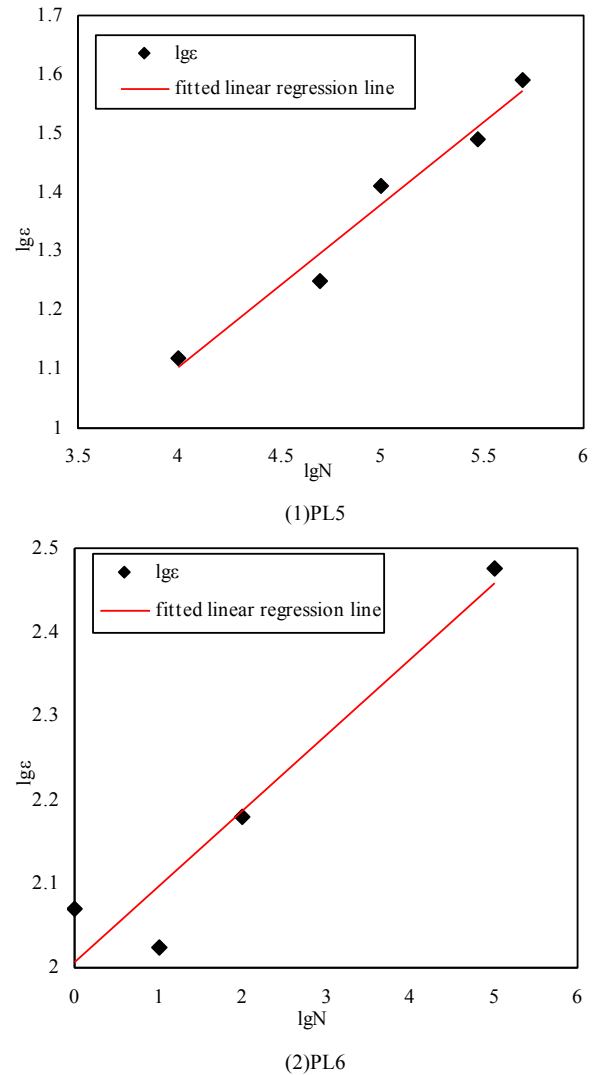 1.7
1.6
1.5
1.4
1.3
1.2
1.1
1
lgε
lgε
fitted linear regression line
3.5 4 4.5 5 5.5 6
lgN
(1)PL5
2.5
2.4
2.3
2.2
2.1
2
lgε
lgε
fitted linear regression line
0 1 2 3 4 5 6
lgN
(2)PL6